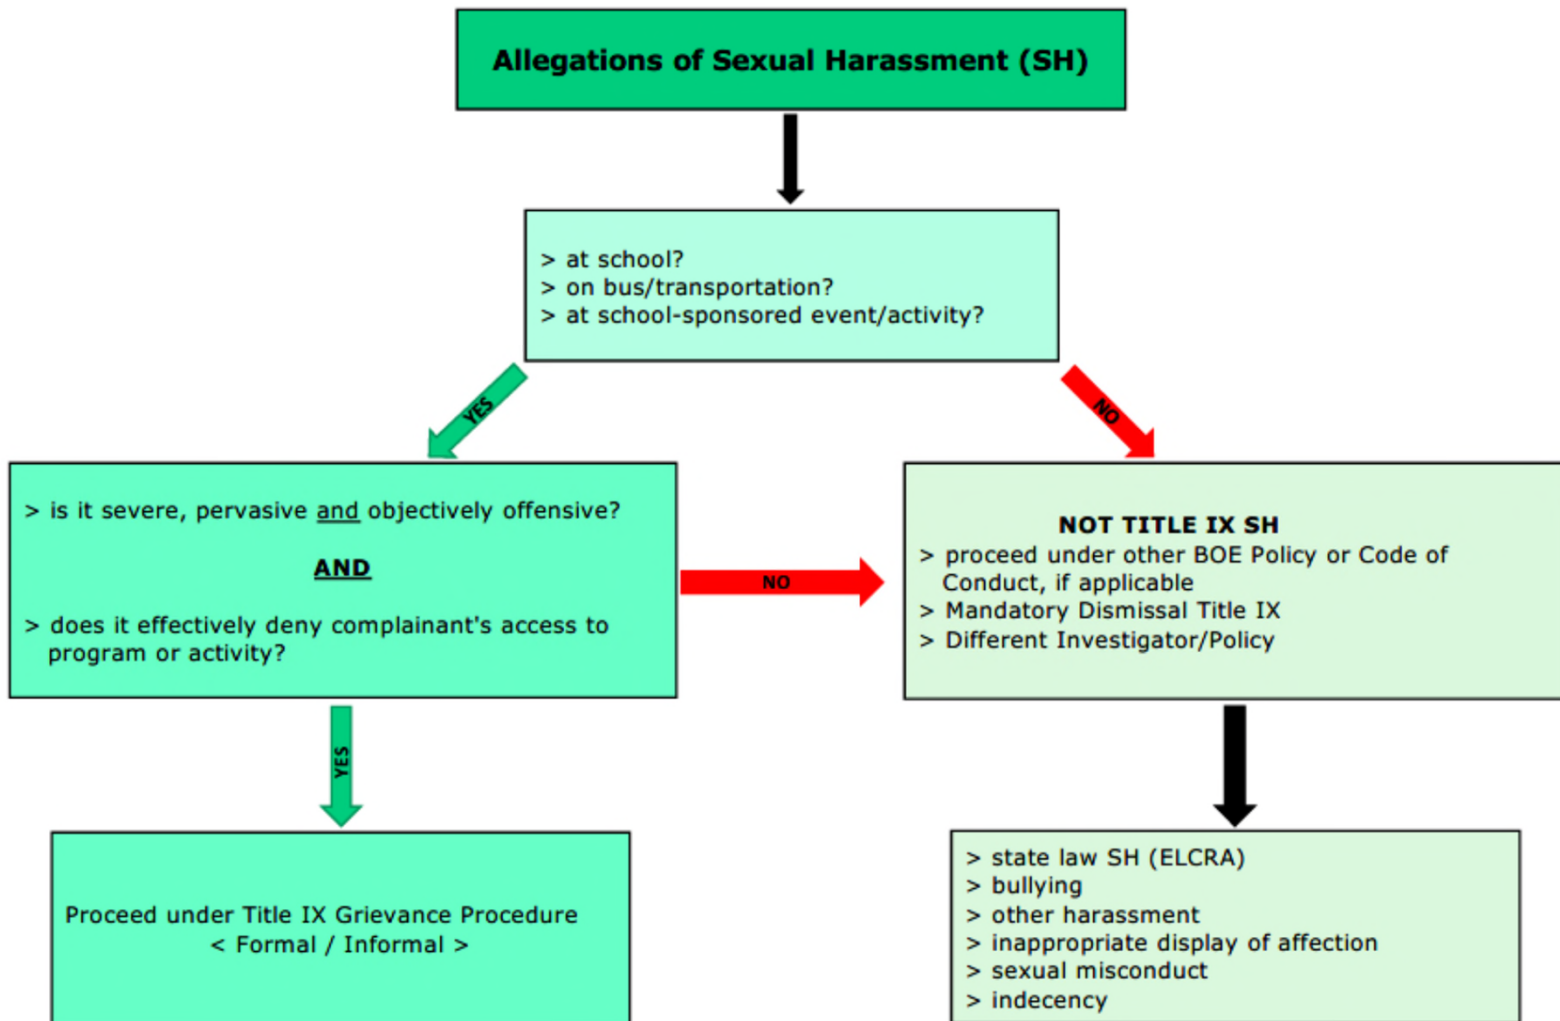 Allegations of Sexual Harassment (SH)
> at school?
> on bus/transportation?
> at school-sponsored event/activity?
YES
NO
> is it severe, pervasive and objectively offensive?
AND
> does it effectively deny complainant's access to
program or activity?
NO
NOT TITLE IX SH
> proceed under other BOE Policy or Code of
Conduct, if applicable
> Mandatory Dismissal Title IX
> Different Investigator/Policy
YES
Proceed under Title IX Grievance Procedure
< Formal / Informal >
> state law SH (ELCRA)
> bullying
> other harassment
> inappropriate display of affection
> sexual misconduct
> indecency